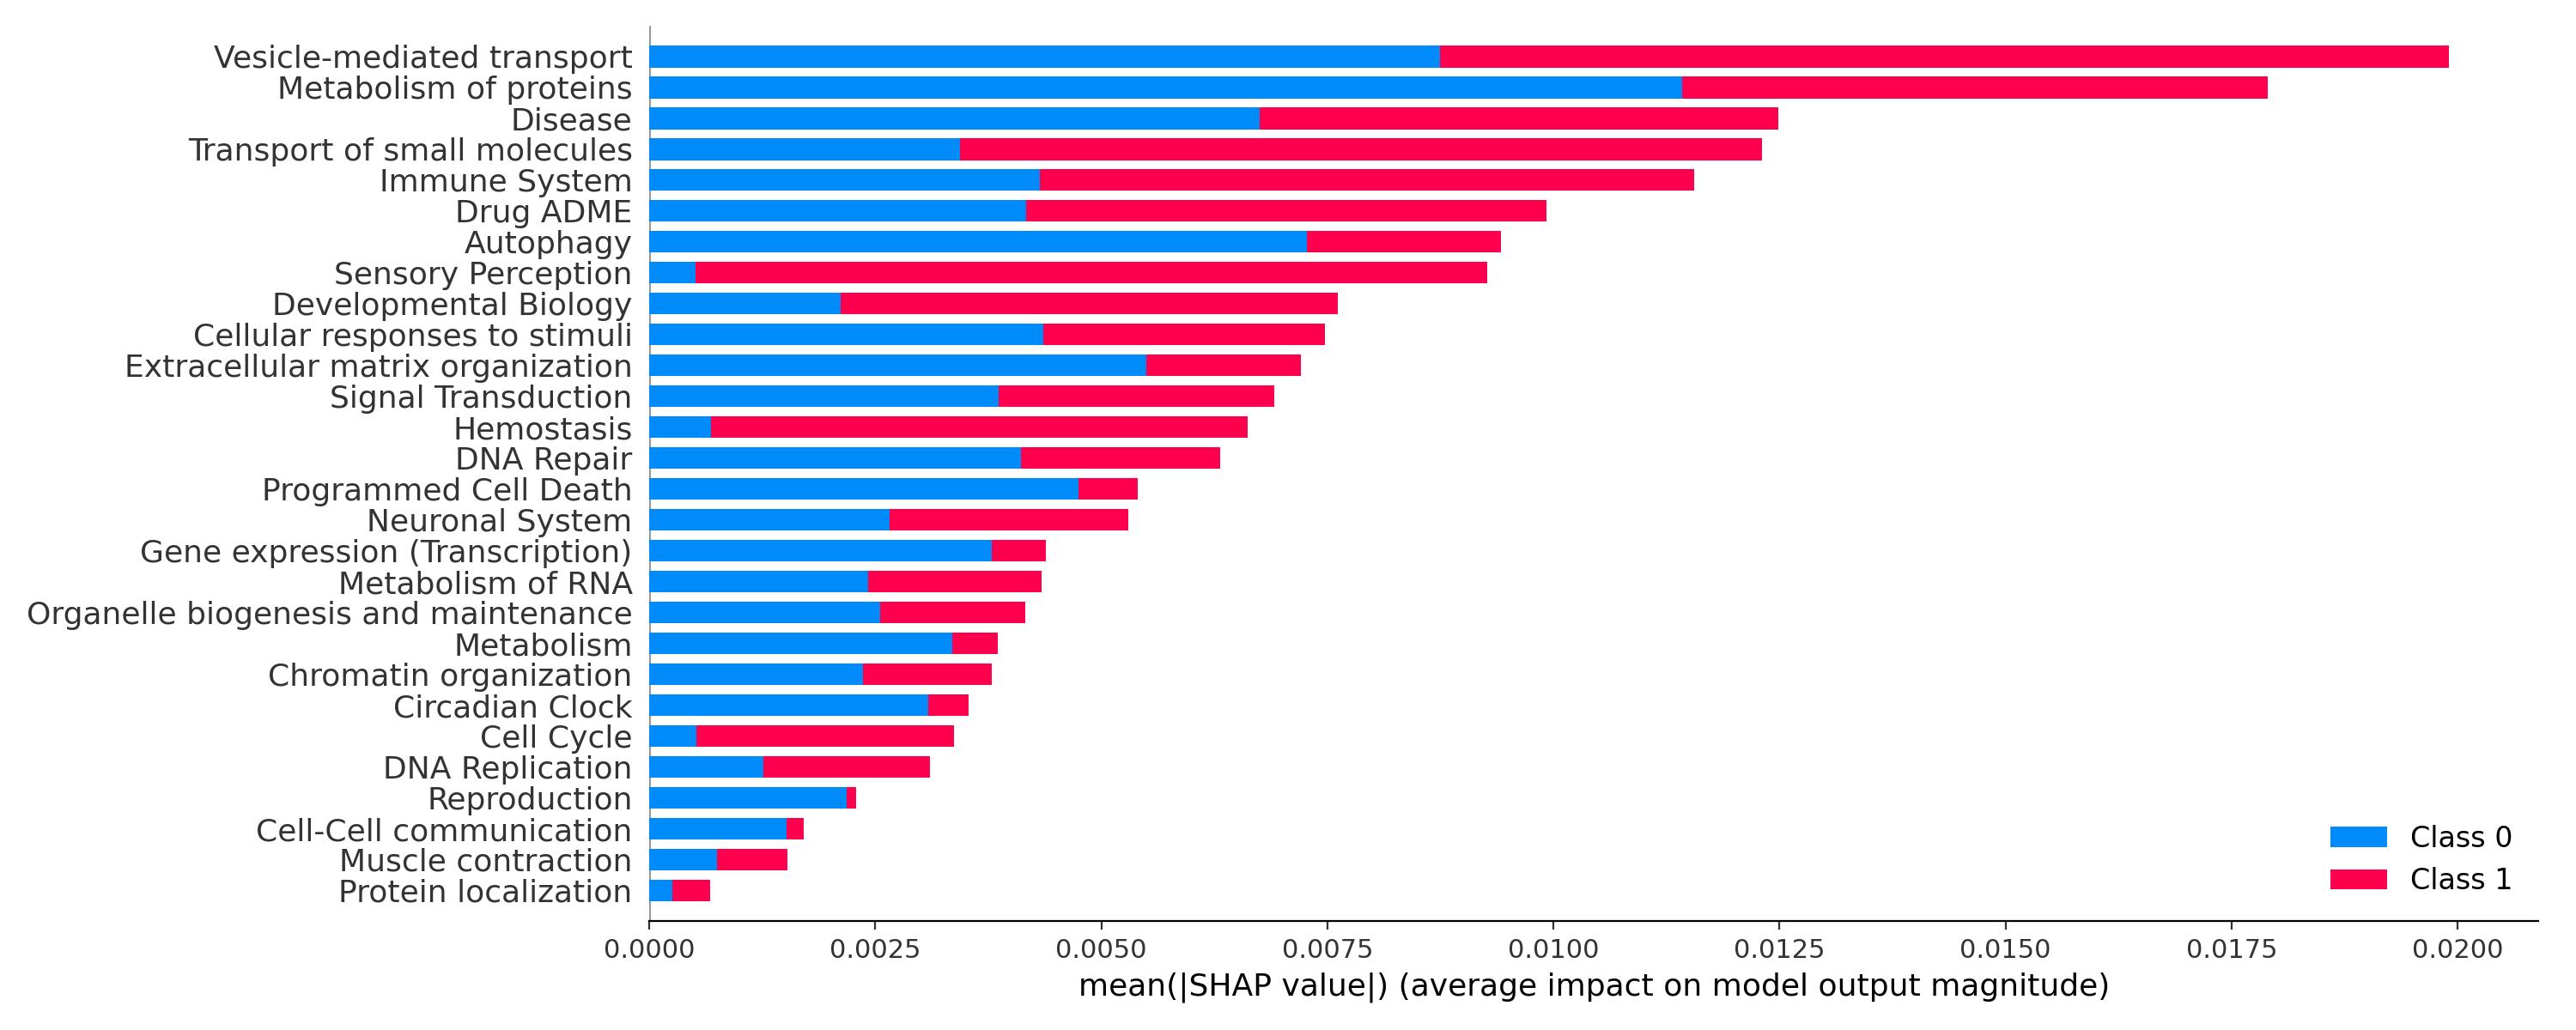 Vesicle-mediated transport
Metabolism of proteins
Disease
Transport of small molecules
Immune System
Drug ADME
Autophagy
Sensory Perception
Developmental Biology
Cellular responses to stimuli
Extracellular matrix organization
Signal Transduction
Hemostasis
DNA Repair
Programmed Cell Death
Neuronal System
Gene expression (Transcription)
Metabolism of RNA
Organelle biogenesis and maintenance
Metabolism
Chromatin organization
Circadian Clock
Cell Cycle
DNA Replication
Reproduction
Cell-Cell communication
Muscle contraction
Protein localization
Class 0
Class 1
0.0000 0.0025 0.0050 0.0075 0.0100 0.0125 0.0150 0.0175 0.0200
mean(|SHAP value|) (average impact on model output magnitude)